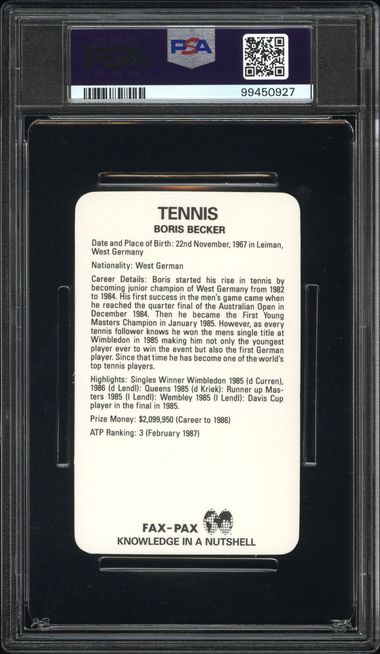 PSA
99450927
TENNIS
BORIS BECKER
Date and Place of Birth: 22nd November, 1967 in Leiman,
West Germany
Nationality: West German
Career Details: Boris started his rise in tennis by
becoming junior champion of West Germany from 1982
to 1984. His first success in the men's game came when
he reached the quarter final of the Australian Open in
December 1984. Then he became the First Young
Masters Champion in January 1985. However, as every
tennis follower knows he won the mens single title at
Wimbledon in 1985 making him not only the youngest
player ever to win the event but also the first German
player. Since that time he has become one of the world's
top tennis players.
Highlights: Singles Winner Wimbledon 1985 (d Curren),
1986 (d Lendl): Queens 1985 (d Kriek): Runner up Mas-
ters 1985 (l Lendl): Wembley 1985 (l Lendl): Davis Cup
player in the final in 1985.
Prize Money: $2,099,950 (Career to 1986)
ATP Ranking: 3 (February 1987)
FAX-PAX
KNOWLEDGE IN A NUTSHELL